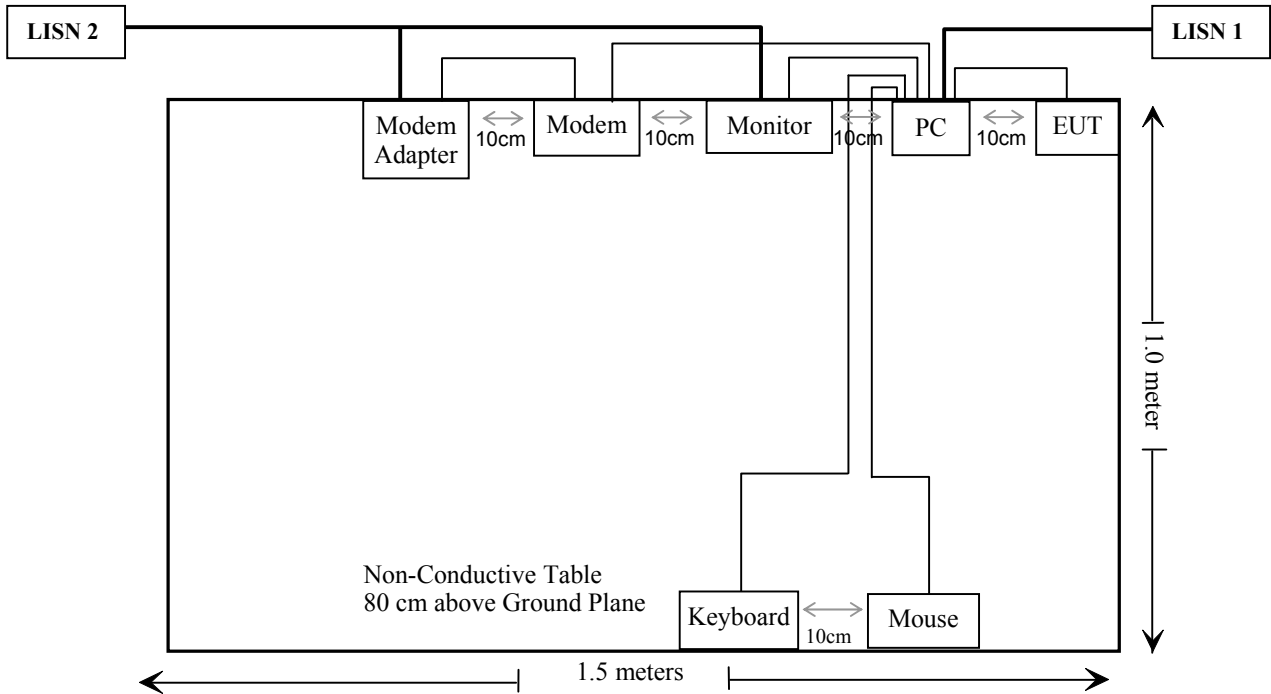 LISN 2
LISN 1
Modem
Adapter
10cm
Modem
10cm
Monitor
10cm
PC
10cm
EUT
1.0 meter
Non-Conductive Table
80 cm above Ground Plane
Keyboard
10cm
Mouse
1.5 meters